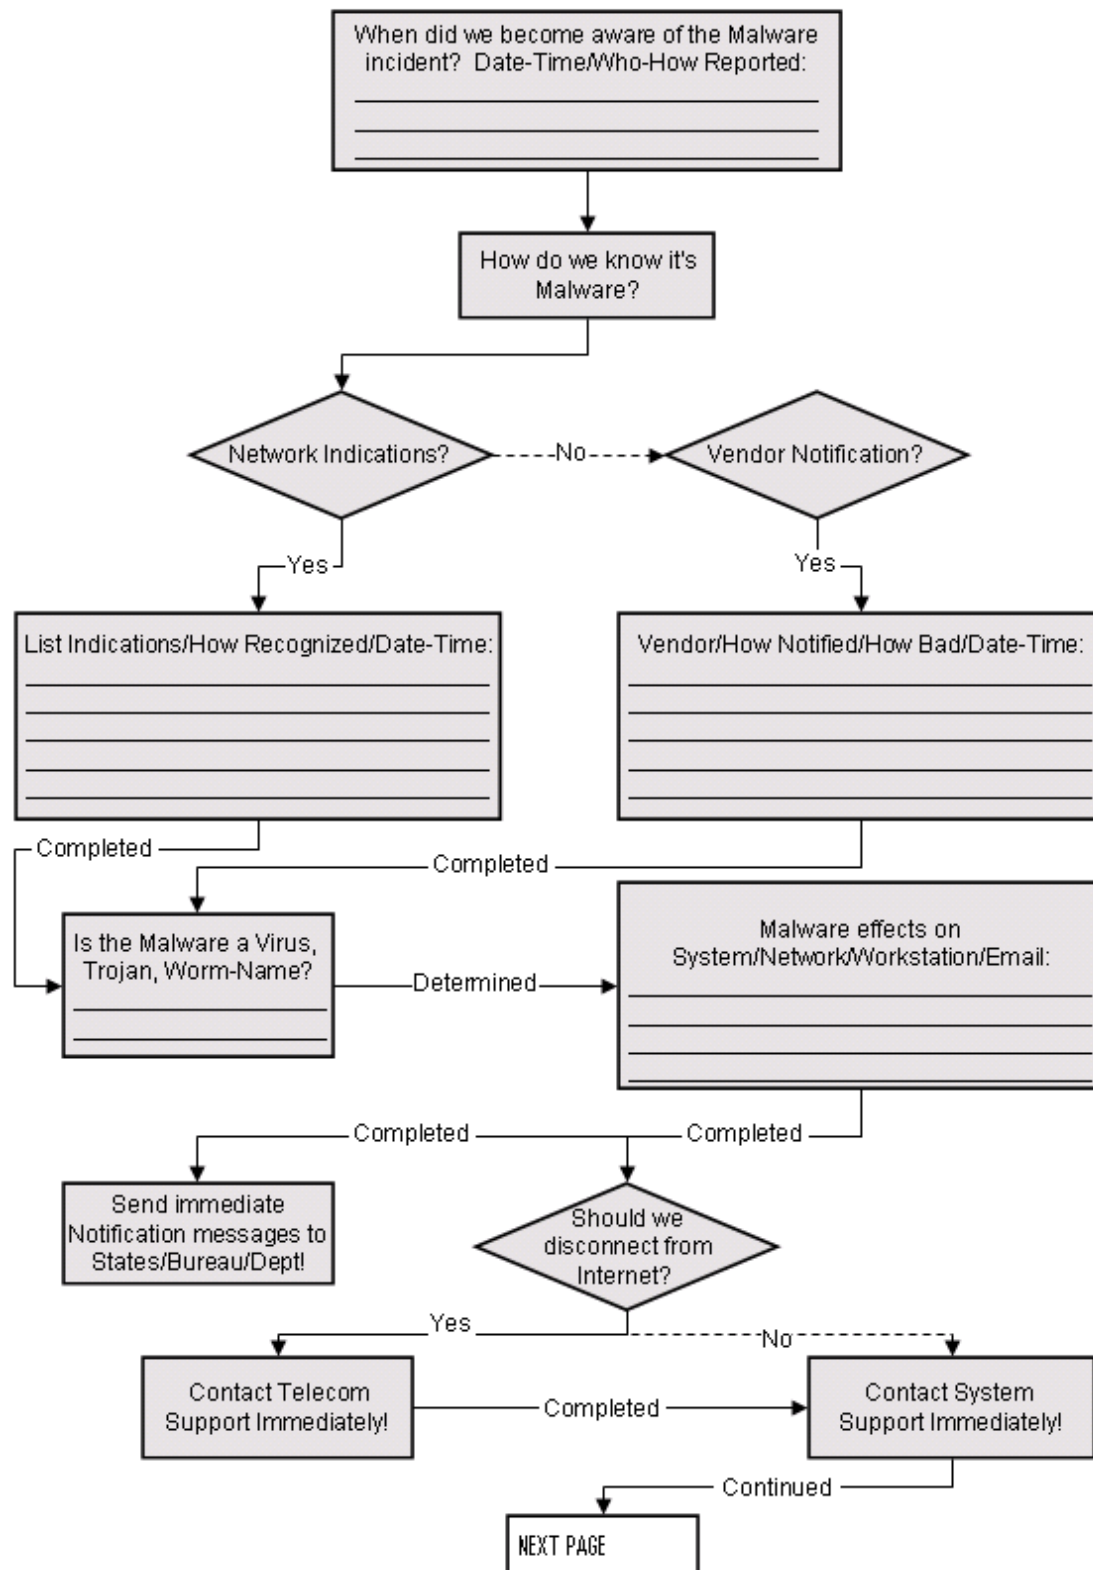 When did we become aware of the Malware
incident? Date-Time/Who-How Reported:
How do we know it's
Malware?
Network Indications?
No
Vendor Notification?
Yes
Yes
List Indications/How Recognized/Date-Time:
Vendor/How Notified/How Bad/Date-Time:
Completed
Completed
Is the Malware a Virus,
Trojan, Worm-Name?
Determined
Malware effects on
System/Network/Workstation/Email:
Completed
Completed
Send immediate
Notification messages to
States/Bureau/Dept!
Should we
disconnect from
Internet?
Yes
No
Contact Telecom
Support Immediately!
Completed
Contact System
Support Immediately!
Continued
NEXT PAGE